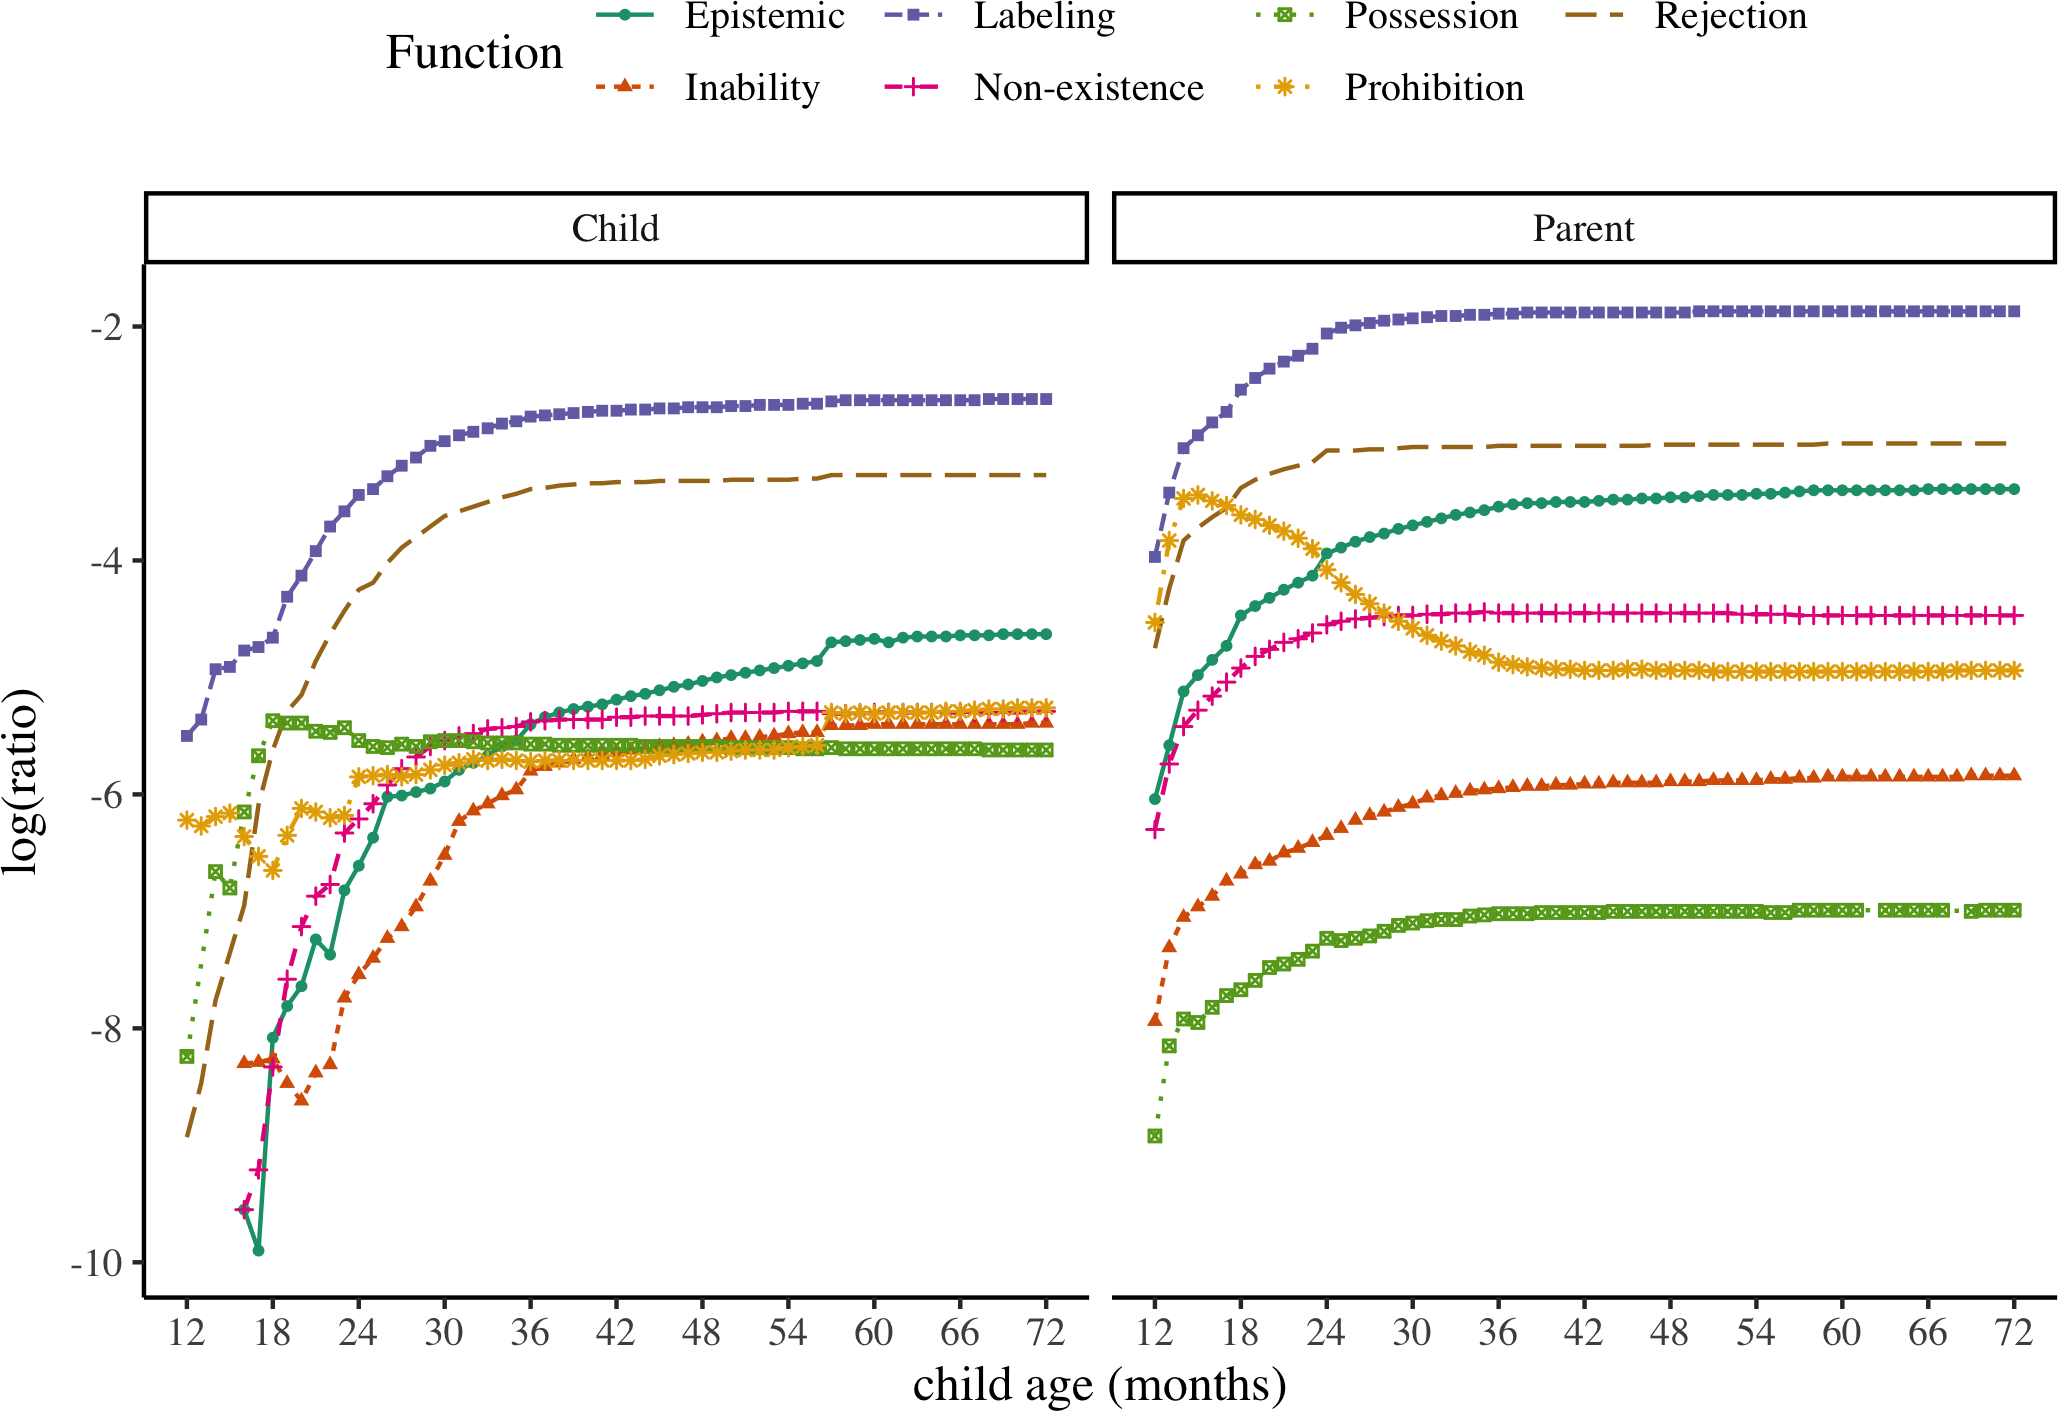 Function
Epistemic Labeling Possession Rejection
Inability Non-existence Prohibition
Child Parent
log(ratio)
-2
-4
-6
-8
-10
12 18 24 30 36 42 48 54 60 66 72 12 18 24 30 36 42 48 54 60 66 72
child age (months)